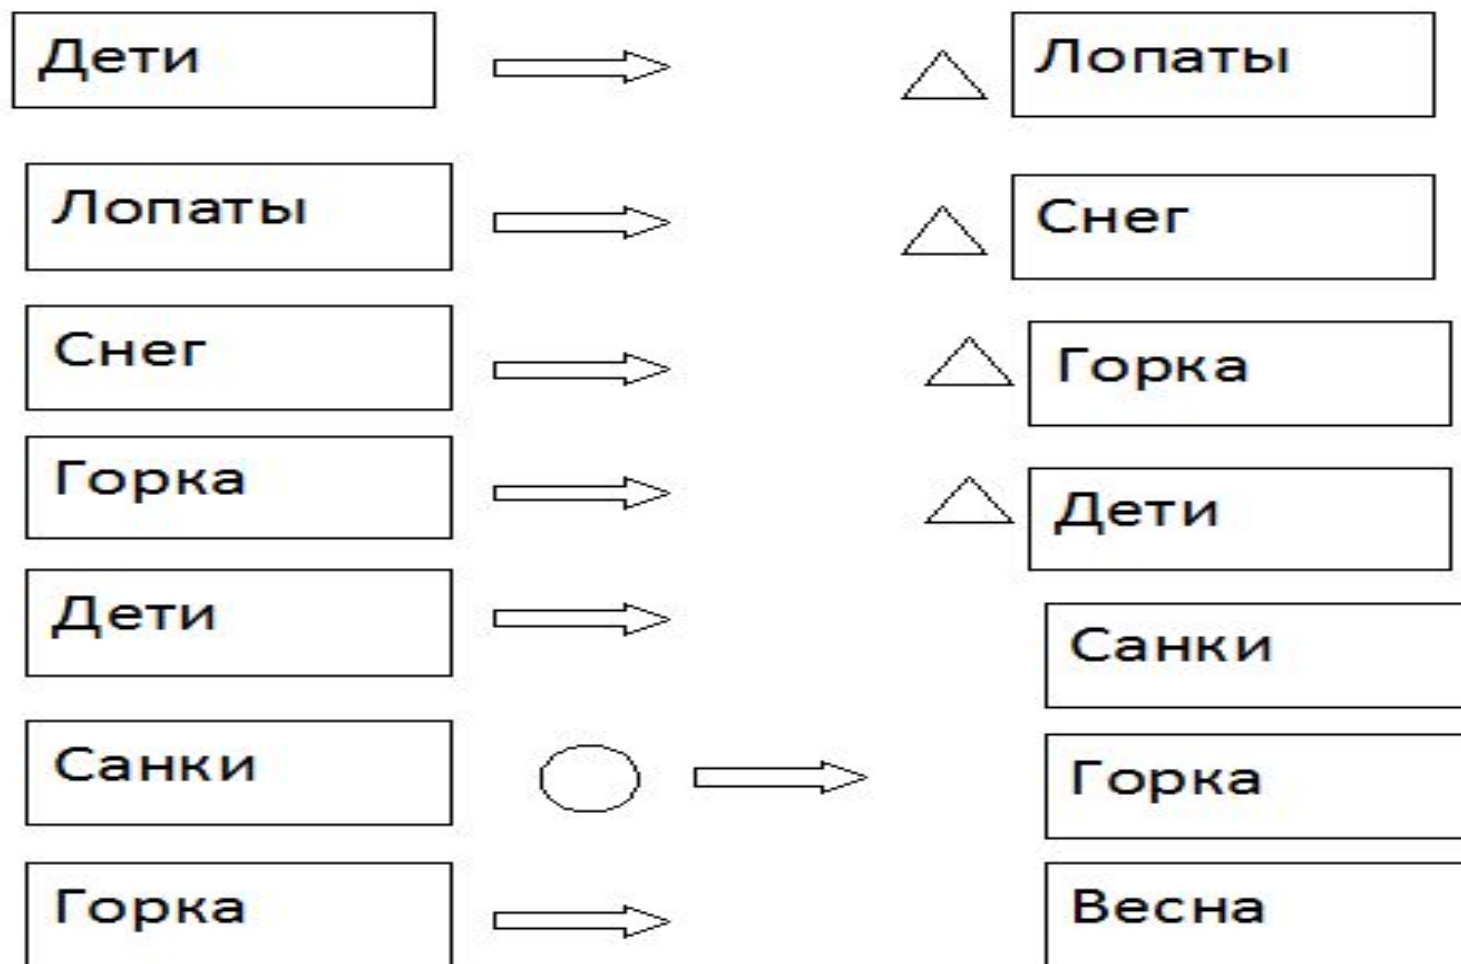 Дети Лопаты
Лопаты Снег
Снег Горка
Горка Дети
Дети Санки
Санки Горка
Горка Весна